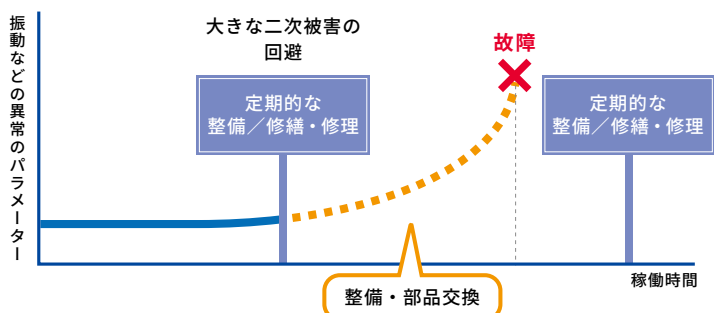 振動などの異常のパラメーター
大きな二次被害の
回避
故障
定期的な
整備／修繕・修理
定期的な
整備／修繕・修理
稼働時間
整備・部品交換